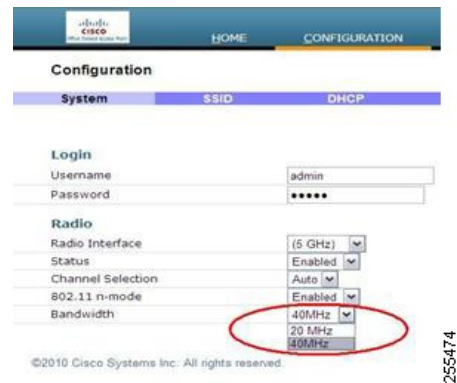 CISCO
HOME CONFIGURATION
Configuration
System SSID DHCP
Login
Username admin
Password •••••
Radio
Radio Interface (5 GHz)
Status Enabled
Channel Selection Auto
802.11 n-mode Enabled
Bandwidth 40MHz
20 MHz
40MHz
©2010 Cisco Systems Inc. All rights reserved.
255474